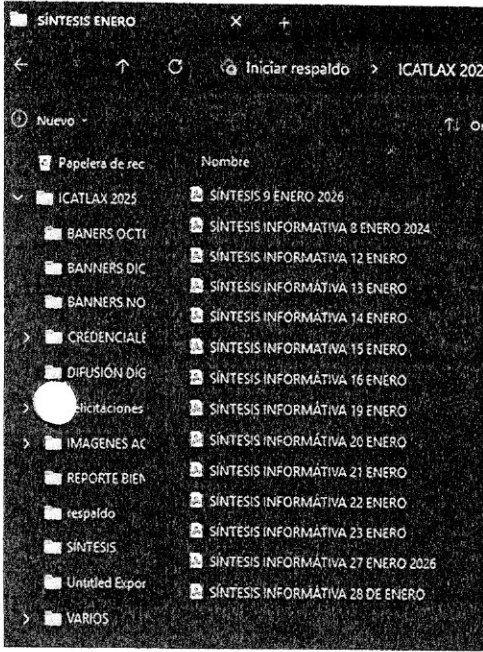 SÍNTESIS ENERO
Iniciar respaldo > ICATLAX 202
Nuevo
Nombre
Papelera de rec
ICATLAX 2025
BANERS OCTI
BANNERS DIC
BANNERS NO
CREDENCIALE
DIFUSIÓN DIG
elicitáciones
IMAGENES AC
REPORTE BIEN
respaldo
SÍNTESIS
Untitled Expor
VARIOS
SÍNTESIS 9 ENERO 2026
SÍNTESIS INFORMATIVA 8 ENERO 2024
SÍNTESIS INFORMATIVA 12 ENERO
SÍNTESIS INFORMÁTIVA 13 ENERO
SÍNTESIS INFORMÁTIVA 14 ENERO
SÍNTESIS INFORMÁTIVA 15 ENERO
SÍNTESIS INFORMATIVA 16 ENERO
SÍNTESIS INFORMÁTIVA 19 ENERO
SÍNTESIS INFORMÁTIVA 20 ENERO
SÍNTESIS INFORMÁTIVA 21 ENERO
SÍNTESIS INFORMÁTIVA 22 ENERO
SÍNTESIS INFORMÁTIVA 23 ENERO
SÍNTESIS INFORMÁTIVA 27 ENERO 2026
SÍNTESIS INFORMÁTIVA 28 DE ENERO